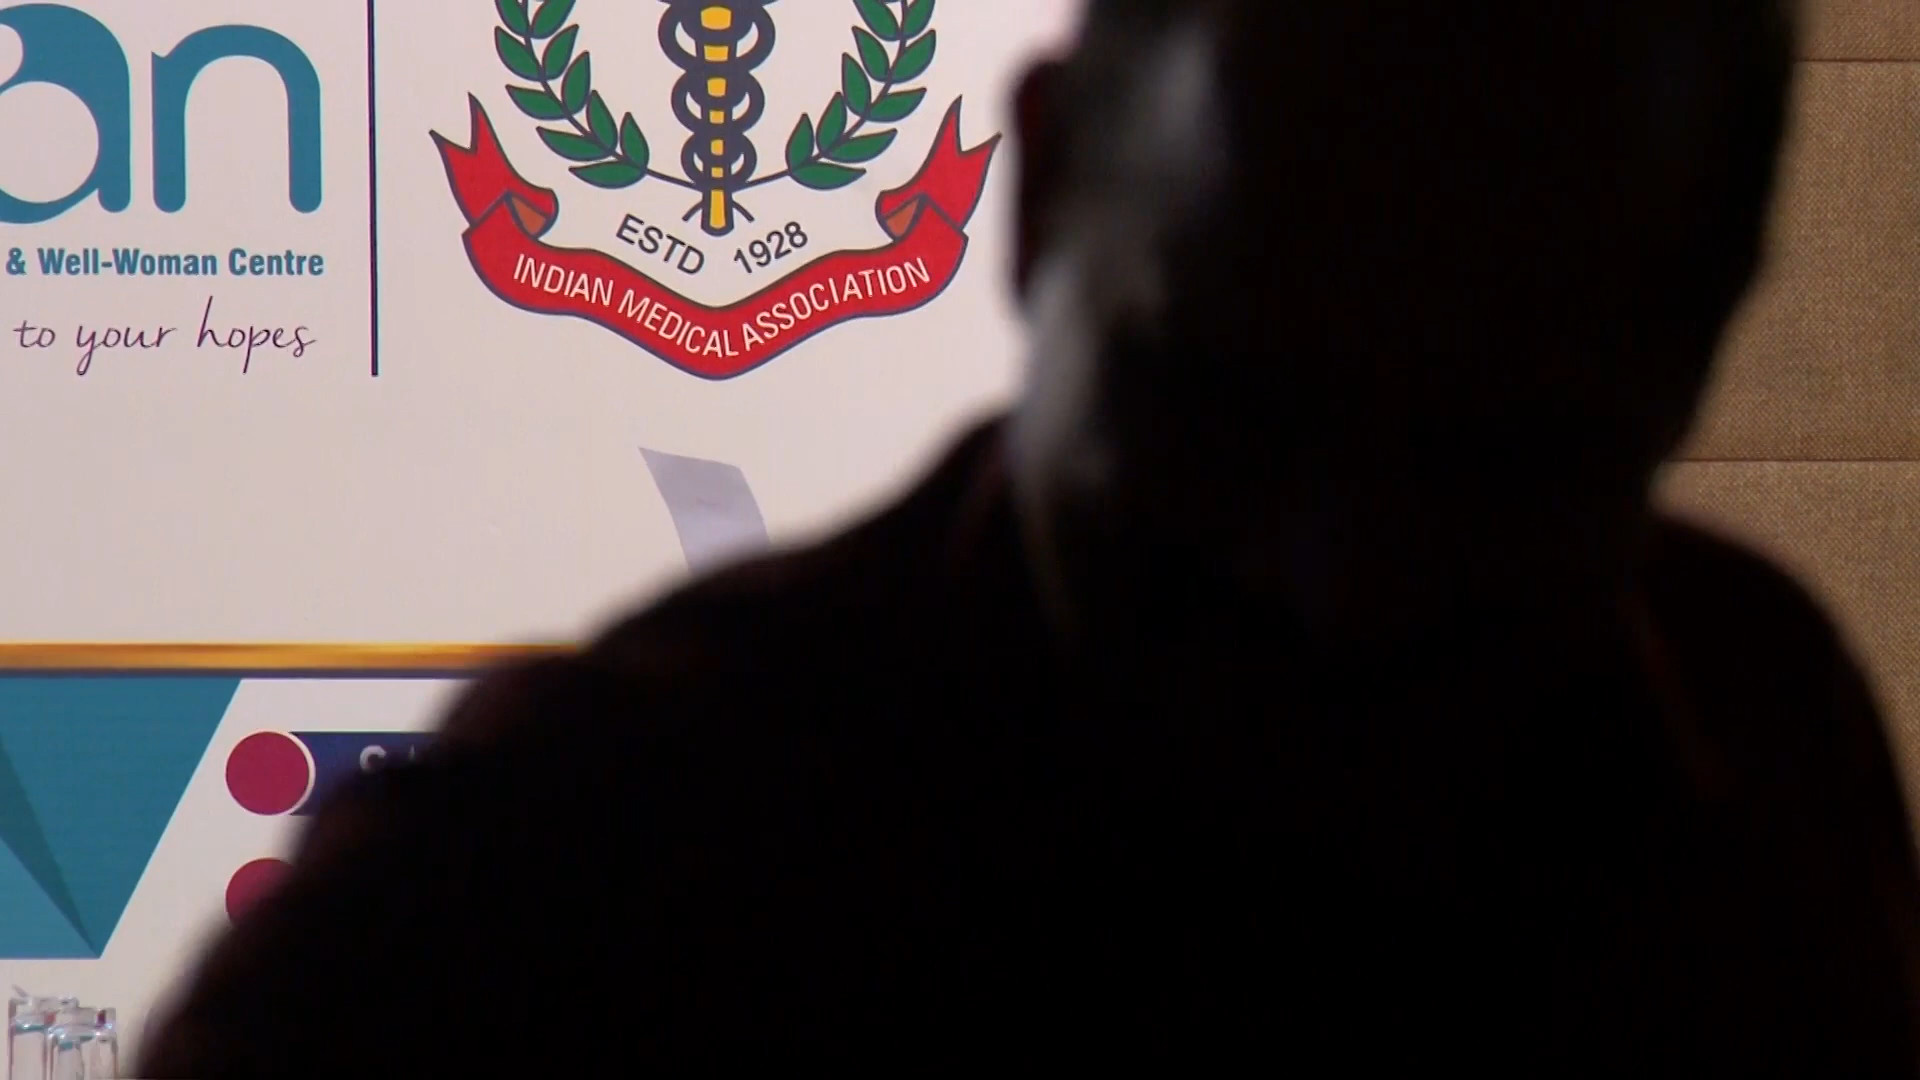 an
& Well-Woman Centre
to your hopes
ESTD 1928
INDIAN MEDICAL ASSOCIATION